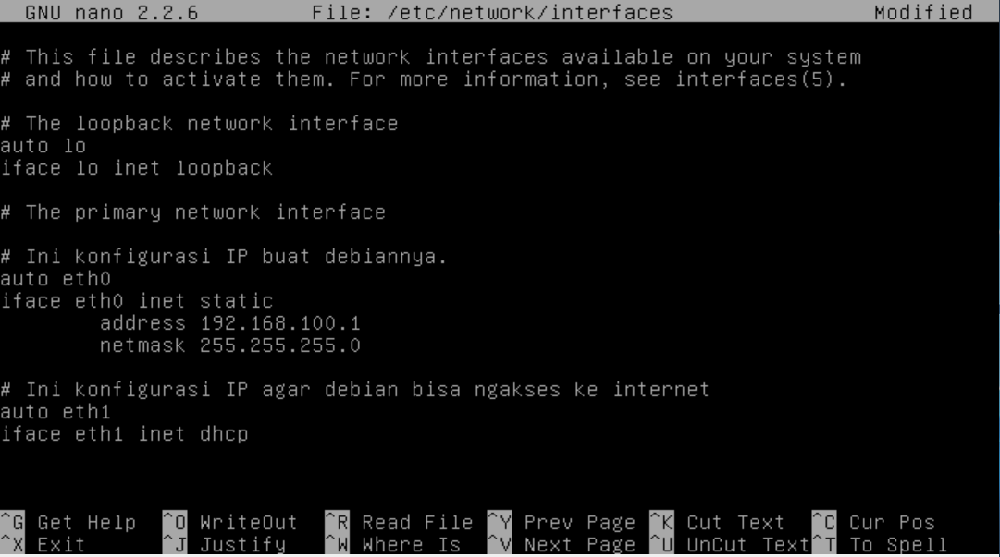 GNU nano 2.2.6 File: /etc/network/interfaces Modified
# This file describes the network interfaces available on your system
# and how to activate them. For more information, see interfaces(5).
# The loopback network interface
auto lo
iface lo inet loopback
# The primary network interface
# Ini konfigurasi IP buat debiannya.
auto eth0
iface eth0 inet static
address 192.168.100.1
netmask 255.255.255.0
# Ini konfigurasi IP agar debian bisa ngakses ke internet
auto eth1
iface eth1 inet dhcp
^G Get Help ^O WriteOut ^R Read File ^Y Prev Page ^K Cut Text ^C Cur Pos
^X Exit ^J Justify ^W Where Is ^V Next Page ^U UnCut Text ^T To Spell